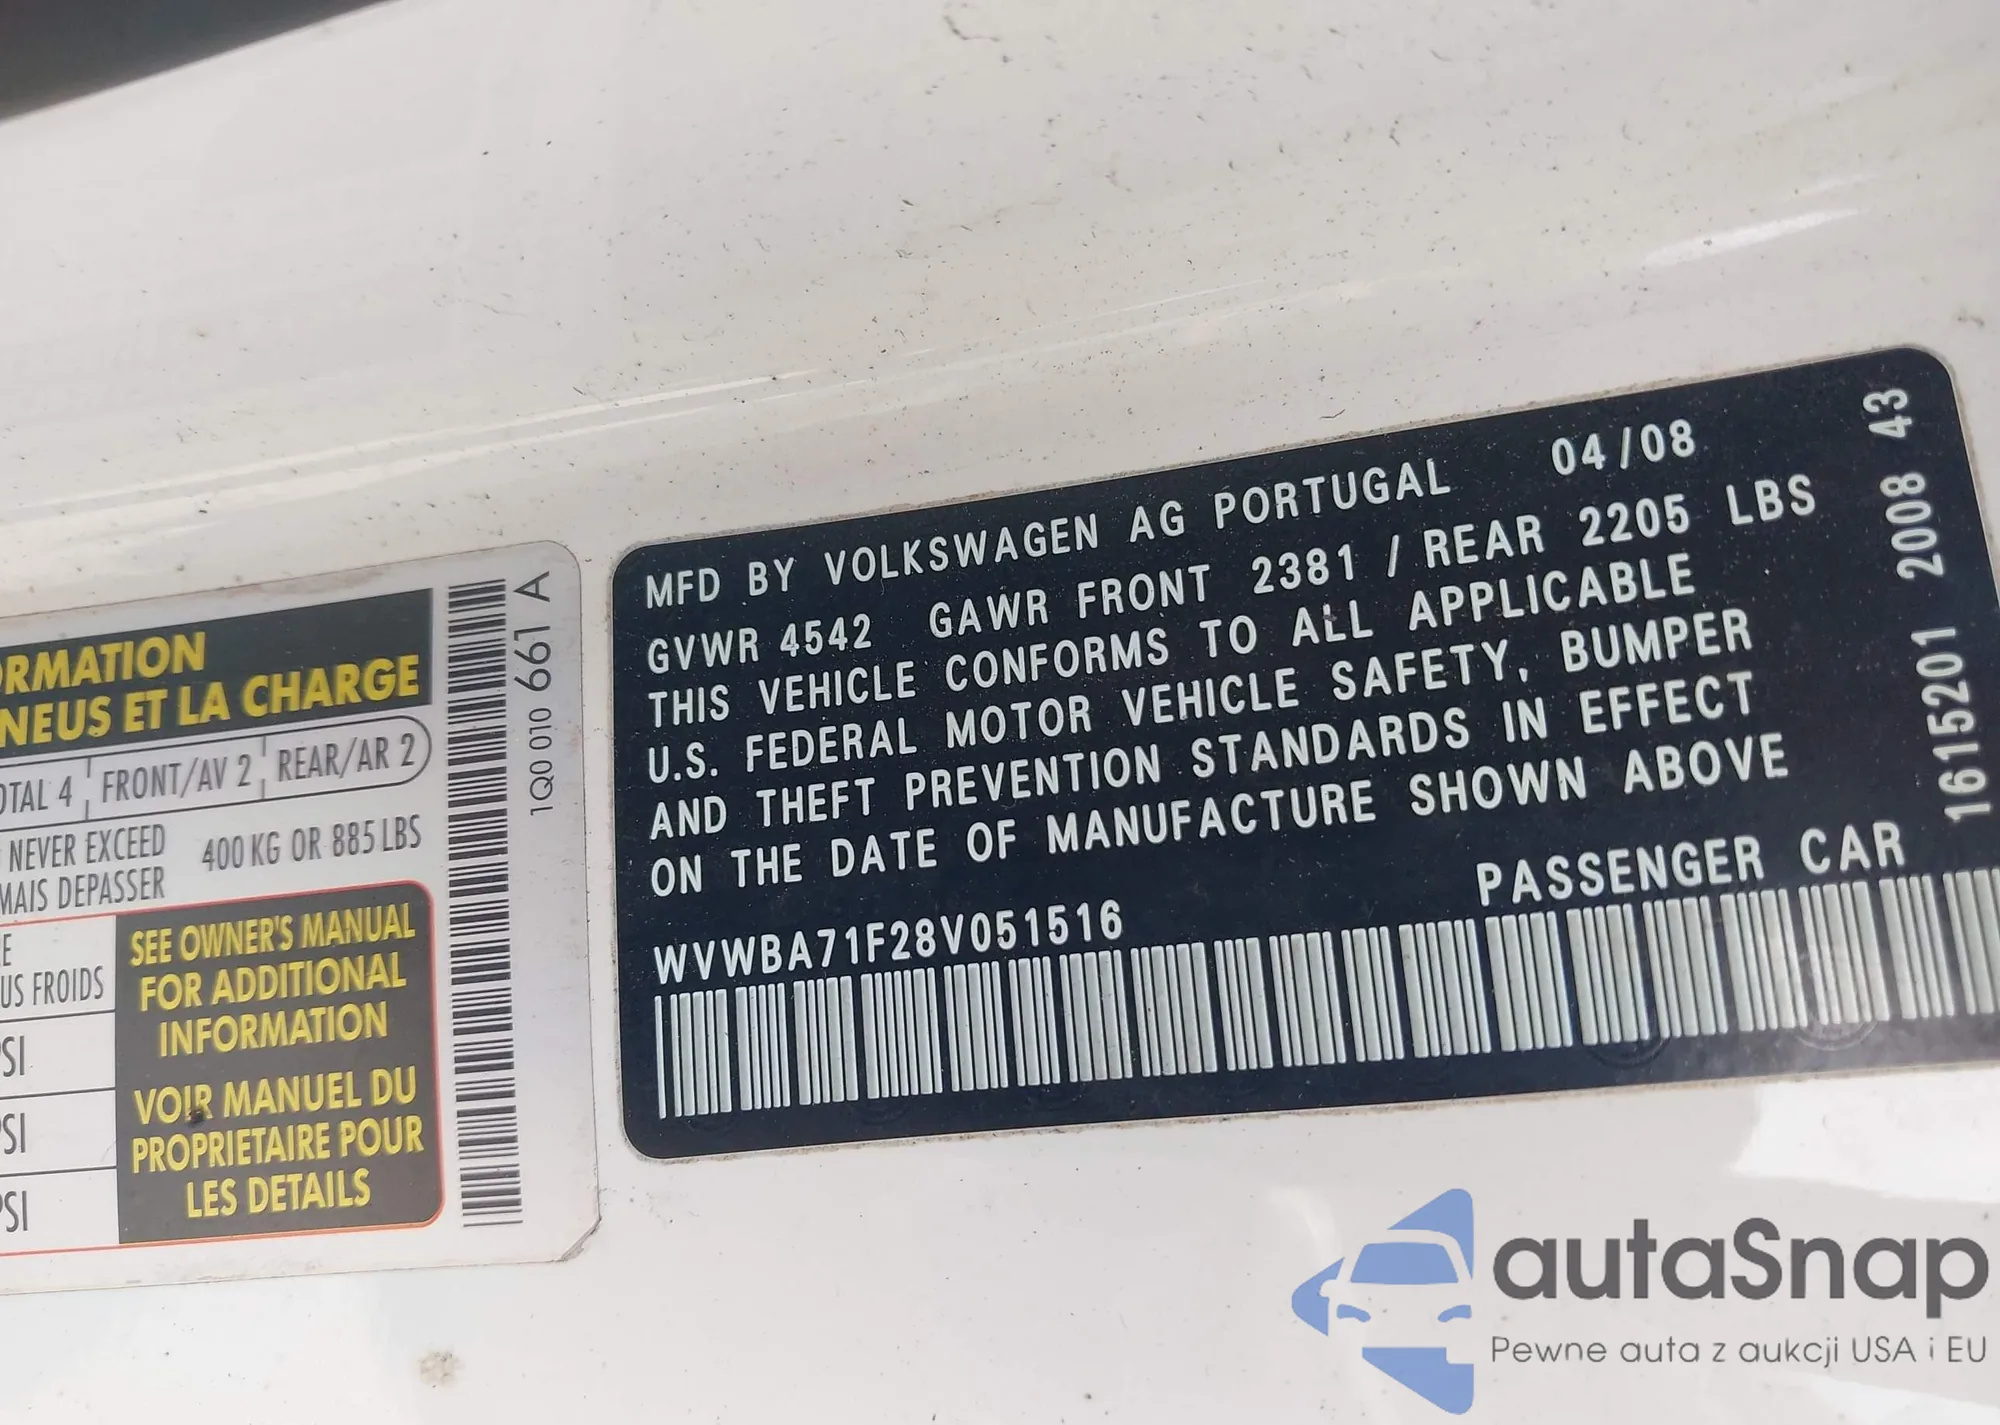 ORMATION
NEUS ET LA CHARGE
OTAL 4 FRONT/AV 2 REAR/AR 2
NEVER EXCEED
MAIS DEPASSER
400 KG OR 885 LBS
E
US FROIDS
PSI
PSI
PSI
SEE OWNER'S MANUAL
FOR ADDITIONAL
INFORMATION
VOIR MANUEL DU
PROPRIETAIRE POUR
LES DETAILS
1Q0 010 661 A
MFD BY VOLKSWAGEN AG PORTUGAL 04/08
GVWR 4542 GAWR FRONT 2381 / REAR 2205 LBS
THIS VEHICLE CONFORMS TO ALL APPLICABLE
U.S. FEDERAL MOTOR VEHICLE SAFETY, BUMPER
AND THEFT PREVENTION STANDARDS IN EFFECT
ON THE DATE OF MANUFACTURE SHOWN ABOVE
PASSENGER CAR
WVWBA71F28V051516
1615201 2008 43
autaSnap
Pewne auta z aukcji USA i EU